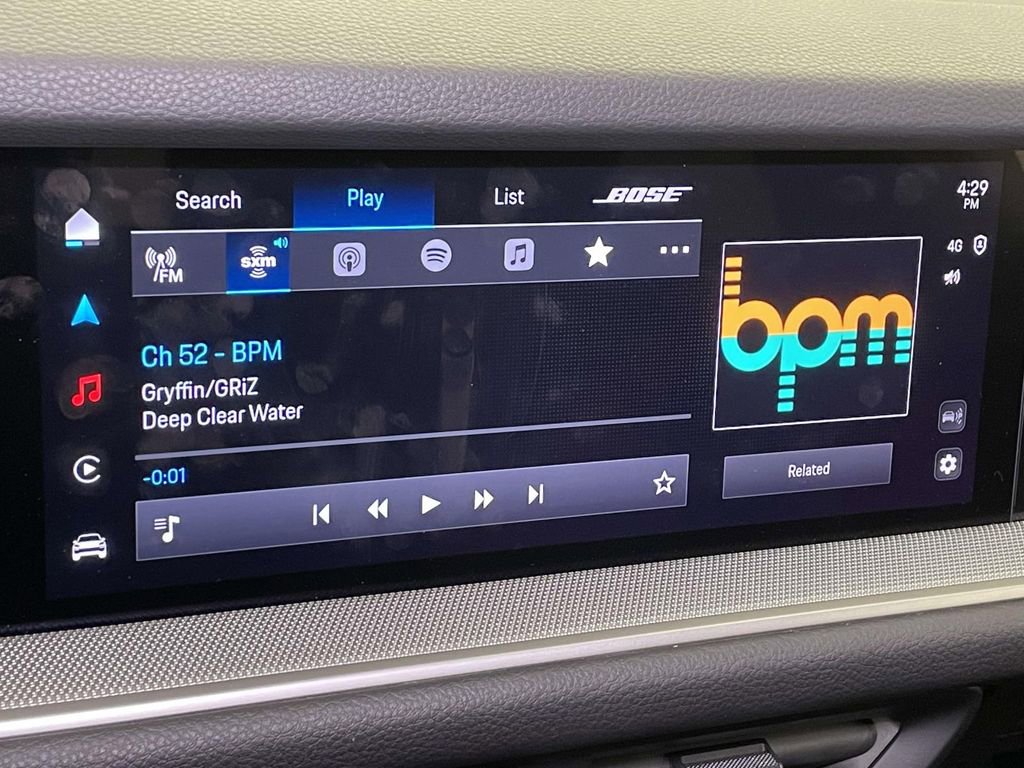 Search Play List BOSE
4:29
PM
FM
sxm
4G
Ch 52 - BPM
Gryffin/GRiZ
Deep Clear Water
bpm
-0:01
Related